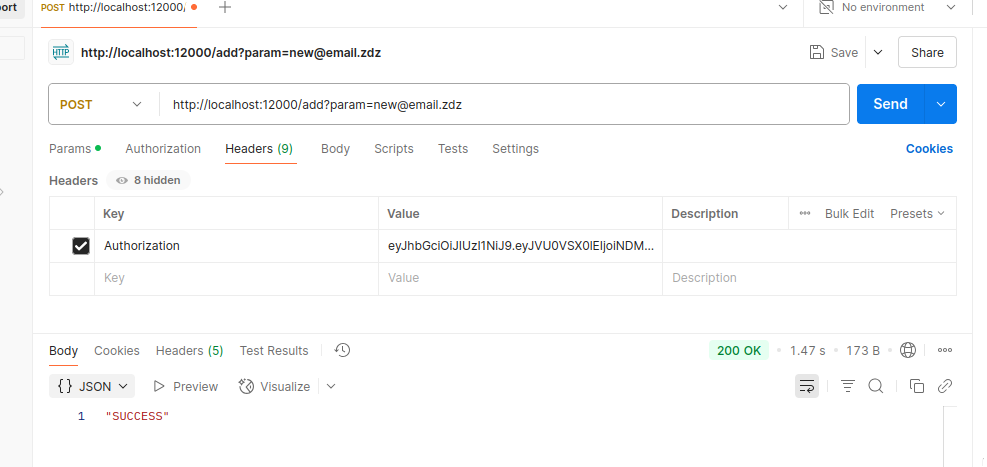 POST http://localhost:12000/ No environment
http://localhost:12000/add?param=new@email.zdz Save Share
POST http://localhost:12000/add?param=new@email.zdz Send
Params Authorization Headers (9) Body Scripts Tests Settings Cookies
Headers 8 hidden
Key Value Description Bulk Edit Presets
Authorization eyJhbGciOiJIUzI1NiJ9.eyJVU0VSX0lEIjoiNDM...
Key Value Description
Body Cookies Headers (5) Test Results 200 OK 1.47 s 173 B
{} JSON Preview Visualize
1 "SUCCESS"